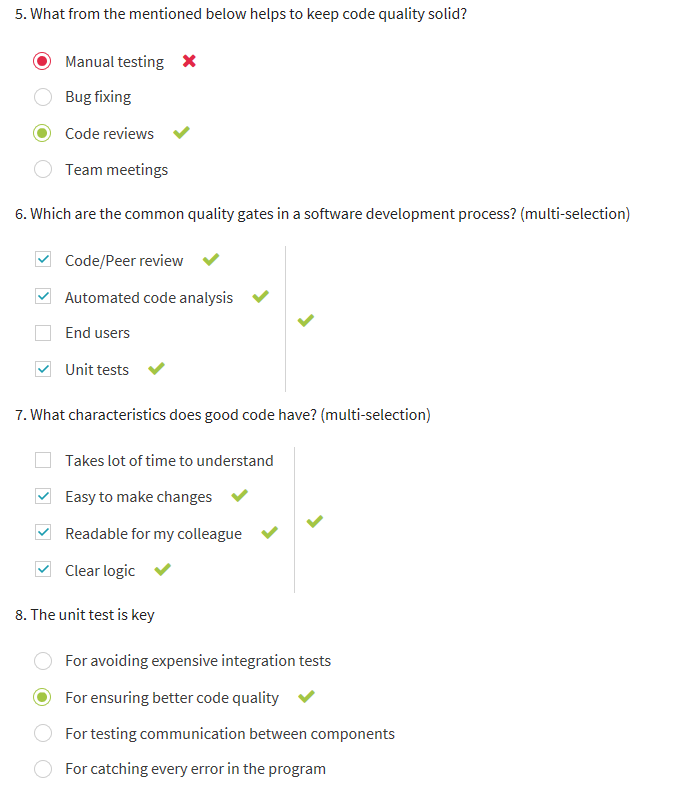 5. What from the mentioned below helps to keep code quality solid?
Manual testing
Bug fixing
Code reviews
Team meetings
6. Which are the common quality gates in a software development process? (multi-selection)
Code/Peer review
Automated code analysis
End users
Unit tests
7. What characteristics does good code have? (multi-selection)
Takes lot of time to understand
Easy to make changes
Readable for my colleague
Clear logic
8. The unit test is key
For avoiding expensive integration tests
For ensuring better code quality
For testing communication between components
For catching every error in the program